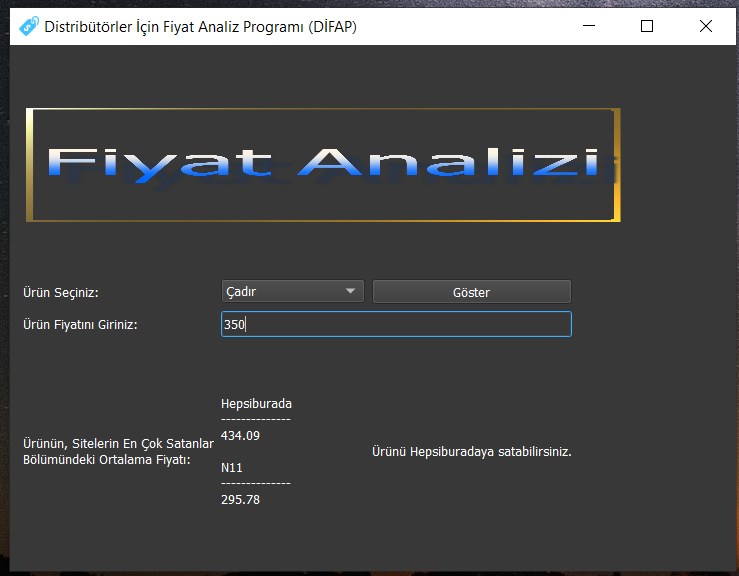 Distribütörler İçin Fiyat Analiz Programı (DİFAP)
Fiyat Analizi
Ürün Seçiniz:
Çadır
Göster
Ürün Fiyatını Giriniz:
350
Ürünün, Sitelerin En Çok Satanlar
Bölümündeki Ortalama Fiyatı:
Hepsiburada
--------------
434.09
N11
--------------
295.78
Ürünü Hepsiburadaya satabilirsiniz.